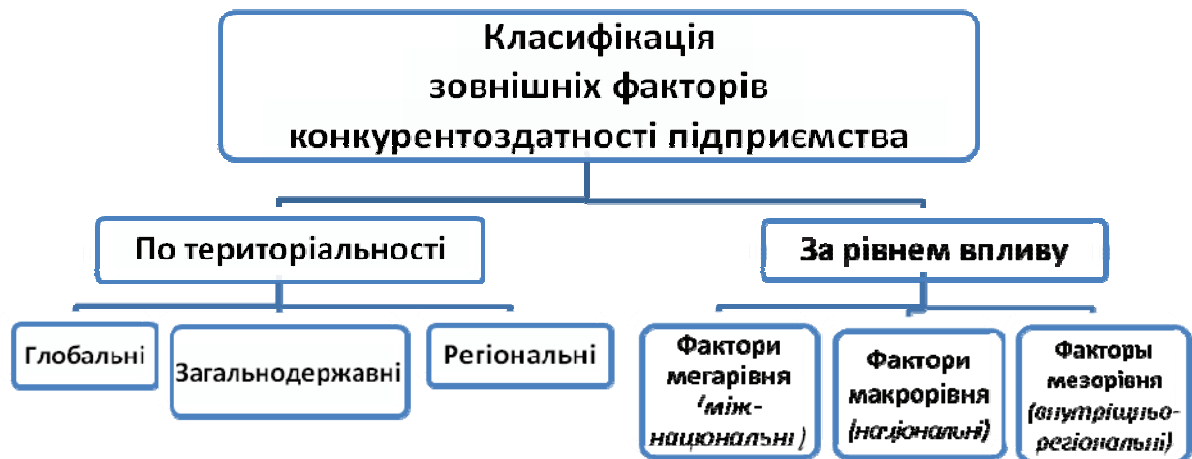 Класифікація
зовнішніх факторів
конкурентоздатності підприємства
По територіальності
За рівнем впливу
Глобальні
Загальнодержавні
Регіональні
Фактори
мегарівня
(між-
національні)
Фактори
макрорівня
(національні)
Факторы
мезорівня
(внутрішньо-
регіональні)